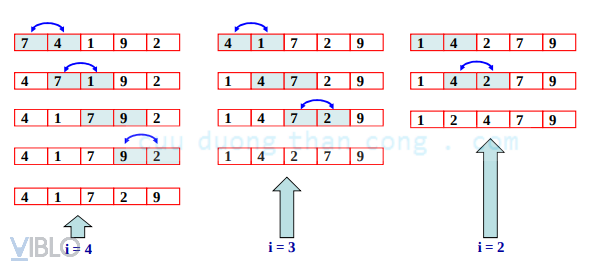 7 4 1 9 2
4 7 1 9 2
4 1 7 9 2
4 1 7 9 2
4 1 7 2 9
i = 4
4 1 7 2 9
1 4 7 2 9
1 4 7 2 9
1 4 2 7 9
i = 3
1 4 2 7 9
1 4 2 7 9
1 2 4 7 9
i = 2
cuu duong than cong . com
VIBLO